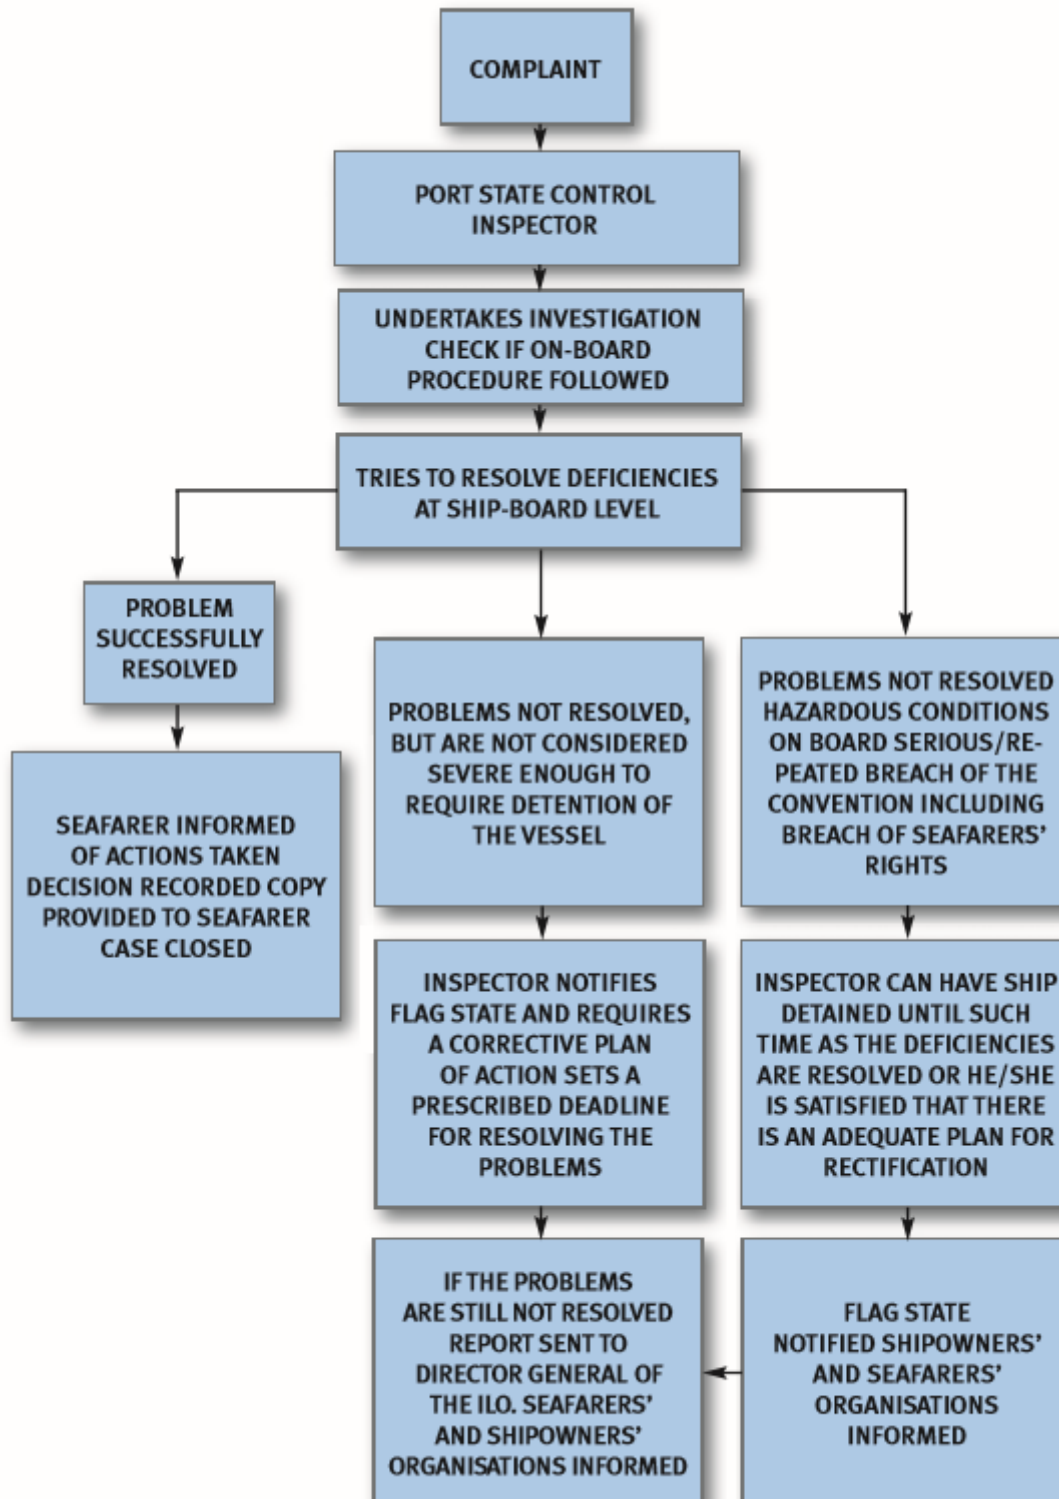 COMPLAINT
PORT STATE CONTROL
INSPECTOR
UNDERTAKES INVESTIGATION
CHECK IF ON-BOARD
PROCEDURE FOLLOWED
TRIES TO RESOLVE DEFICIENCIES
AT SHIP-BOARD LEVEL
PROBLEM
SUCCESSFULLY
RESOLVED
SEAFARER INFORMED
OF ACTIONS TAKEN
DECISION RECORDED COPY
PROVIDED TO SEAFARER
CASE CLOSED
PROBLEMS NOT RESOLVED,
BUT ARE NOT CONSIDERED
SEVERE ENOUGH TO
REQUIRE DETENTION OF
THE VESSEL
INSPECTOR NOTIFIES
FLAG STATE AND REQUIRES
A CORRECTIVE PLAN
OF ACTION SETS A
PRESCRIBED DEADLINE
FOR RESOLVING THE
PROBLEMS
IF THE PROBLEMS
ARE STILL NOT RESOLVED
REPORT SENT TO
DIRECTOR GENERAL OF
THE ILO. SEAFARERS'
AND SHIPOWNERS'
ORGANISATIONS INFORMED
PROBLEMS NOT RESOLVED
HAZARDOUS CONDITIONS
ON BOARD SERIOUS/RE-
PEATED BREACH OF THE
CONVENTION INCLUDING
BREACH OF SEAFARERS'
RIGHTS
INSPECTOR CAN HAVE SHIP
DETAINED UNTIL SUCH
TIME AS THE DEFICIENCIES
ARE RESOLVED OR HE/SHE
IS SATISFIED THAT THERE
IS AN ADEQUATE PLAN FOR
RECTIFICATION
FLAG STATE
NOTIFIED SHIPOWNERS'
AND SEAFARERS'
ORGANISATIONS
INFORMED